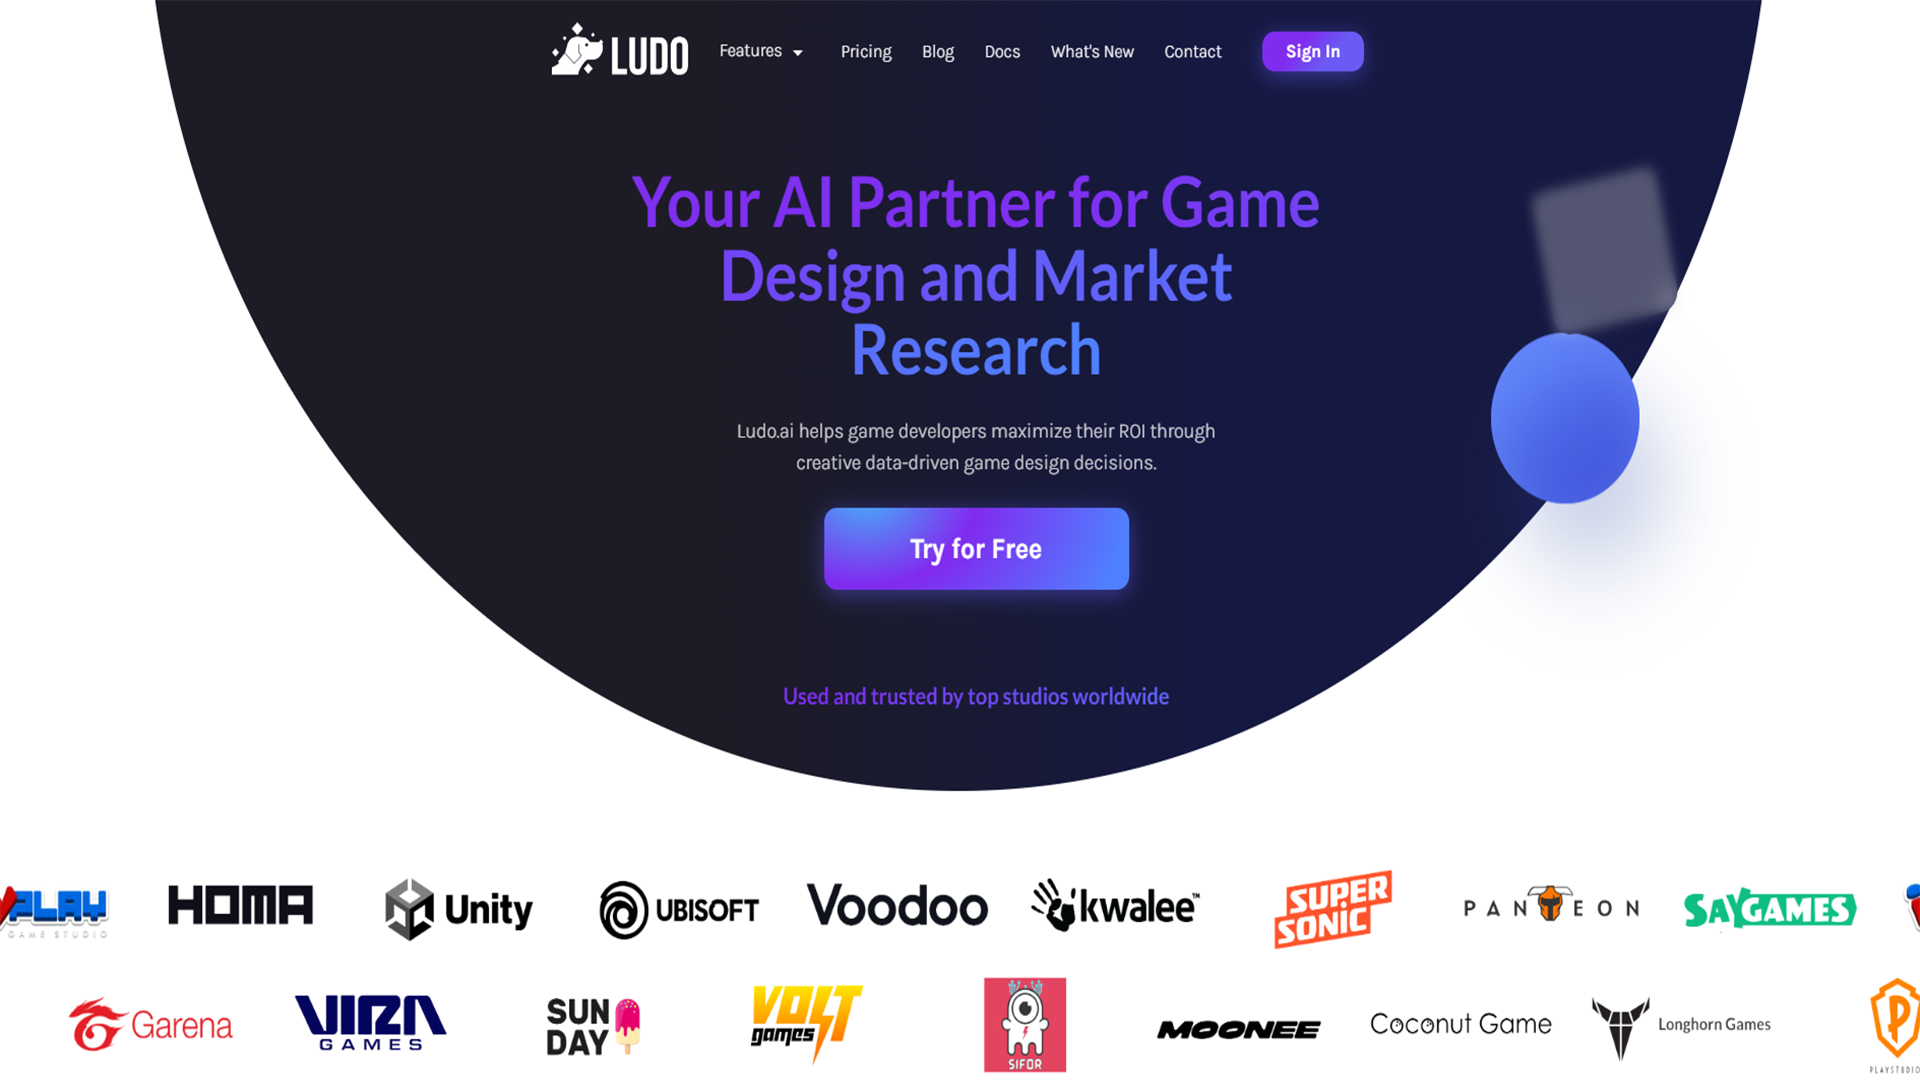 LUDO
Features
Pricing
Blog
Docs
What's New
Contact
Sign In
Your AI Partner for Game
Design and Market
Research
Ludo.ai helps game developers maximize their ROI through
creative data-driven game design decisions.
Try for Free
Used and trusted by top studios worldwide
PLAY
GAME STUDIO
HOMA
Unity
UBISOFT
Voodoo
kwalee™
SUPER
SONIC
PANTEON
SAYGAMES
Garena
VIRA
GAMES
SUN
DAY
VOLT
games
SIFOR
MOONEE
Coconut Game
Longhorn Games
P
PLAYSTUDIO